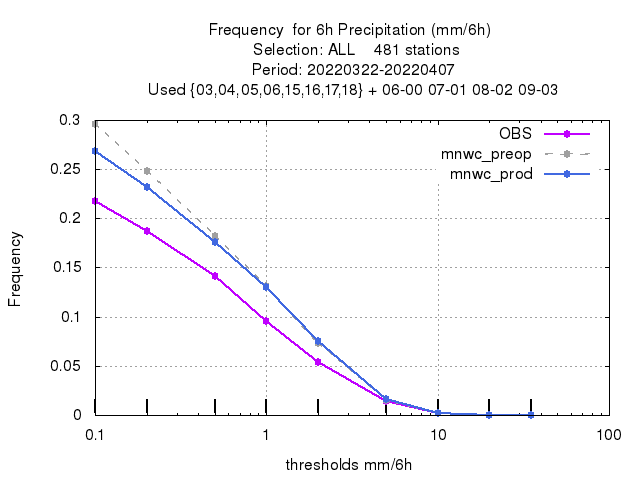 Frequency  for 6h Precipitation (mm/6h)
Selection: ALL    481 stations
Period: 20220322-20220407
Used {03,04,05,06,15,16,17,18} + 06-00 07-01 08-02 09-03
OBS
mnwc_preop
mnwc_prod
Frequency
0.3
0.25
0.2
0.15
0.1
0.05
0
0.1 1 10 100
thresholds mm/6h